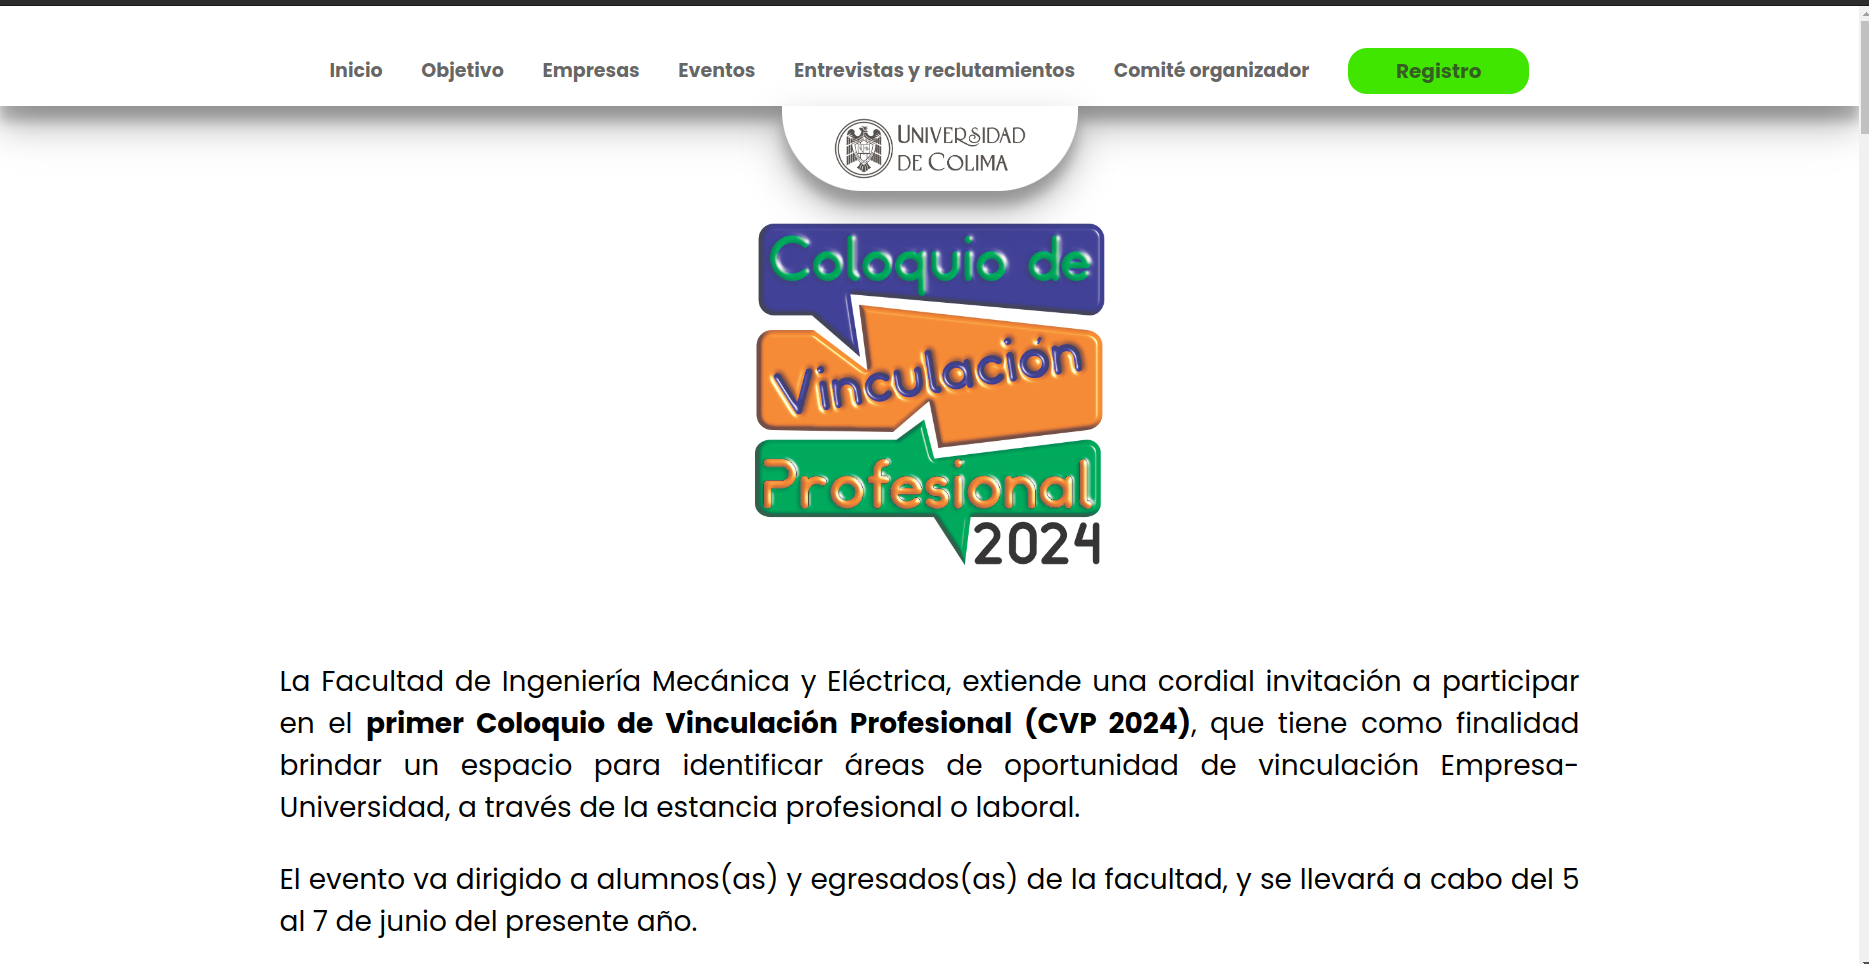 Inicio Objetivo Empresas Eventos Entrevistas y reclutamientos Comité organizador Registro
UNIVERSIDAD
DE COLIMA
Coloquio de
Vinculación
Profesional
2024
La Facultad de Ingeniería Mecánica y Eléctrica, extiende una cordial invitación a participar
en el primer Coloquio de Vinculación Profesional (CVP 2024), que tiene como finalidad
brindar un espacio para identificar áreas de oportunidad de vinculación Empresa-
Universidad, a través de la estancia profesional o laboral.
El evento va dirigido a alumnos(as) y egresados(as) de la facultad, y se llevará a cabo del 5
al 7 de junio del presente año.